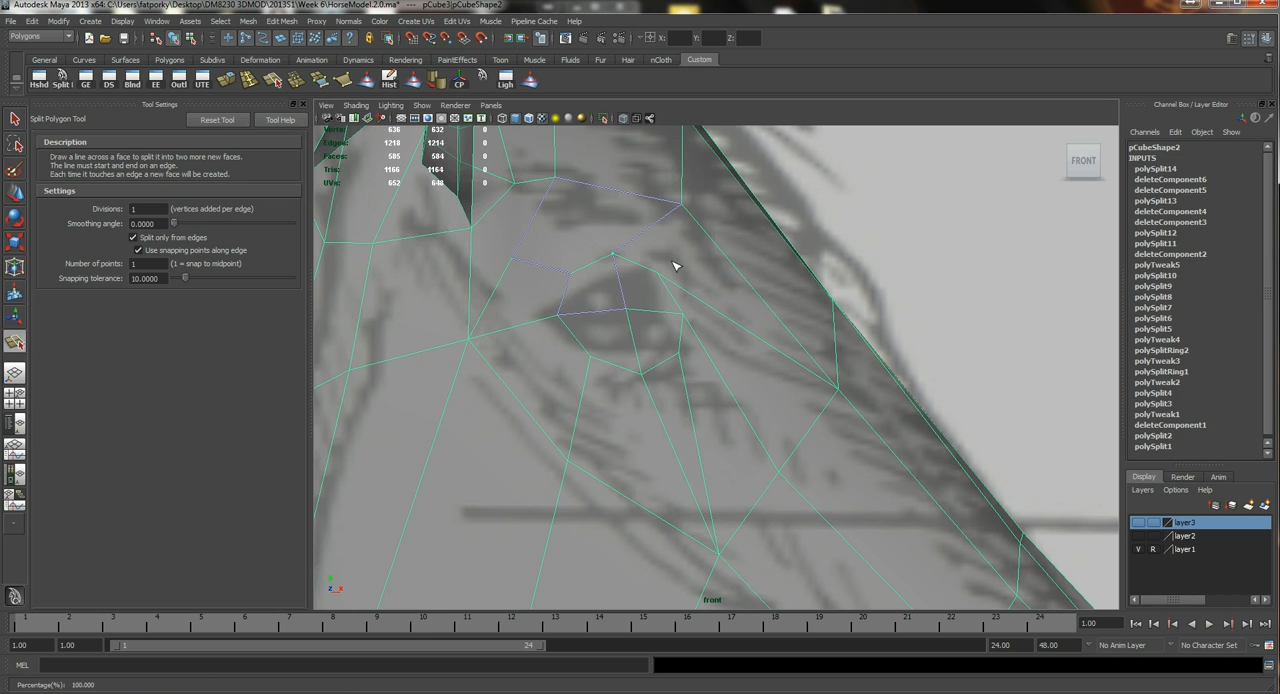 Autodesk Maya 2013 x64: C:\Users\fatporky\Desktop\DM8230 3DMOD\2013S1\Week 6\HorseModel.2.0.ma* --- pCube3|pCubeShape2
File Edit Modify Create Display Window Assets Select Mesh Edit Mesh Proxy Normals Color Create UVs Edit UVs Muscle Pipeline Cache Help
Polygons X: Y: Z:
General Curves Surfaces Polygons Subdivs Deformation Animation Dynamics Rendering PaintEffects Toon Muscle Fluids Fur Hair nCloth Custom
Hshd Split GE DS Blnd EE Outl UTE Hist CP Ligh
Tool Settings
Split Polygon Tool Reset Tool Tool Help
Description
Draw a line across a face to split it into two more new faces.
The line must start and end on an edge.
Each time it touches an edge a new face will be created.
Settings
Divisions: 1 (vertices added per edge)
Smoothing angle: 0.0000
Split only from edges
Use snapping points along edge
Number of points: 1 (1 = snap to midpoint)
Snapping tolerance: 10.0000
View Shading Lighting Show Renderer Panels
Verts: 636 632 0
Edges: 1218 1214 0
Faces: 585 584 0
Tris: 1166 1164 0
UVs: 652 648 0
FRONT
front
Channel Box / Layer Editor
Channels Edit Object Show
pCubeShape2
INPUTS
polySplit14
deleteComponent6
deleteComponent5
polySplit13
deleteComponent4
deleteComponent3
polySplit12
polySplit11
deleteComponent2
polyTweak5
polySplit10
polySplit9
polySplit8
polySplit7
polySplit6
polySplit5
polyTweak4
polySplitRing2
polyTweak3
polySplitRing1
polyTweak2
polySplit4
polySplit3
polyTweak1
deleteComponent1
polySplit2
polySplit1
Display Render Anim
Layers Options Help
layer3
layer2
V R layer1
1 2 3 4 5 6 7 8 9 10 11 12 13 14 15 16 17 18 19 20 21 22 23 24 1.00
1.00 1.00 1 24 24.00 48.00 No Anim Layer No Character Set
MEL
Percentage(%): 100.000